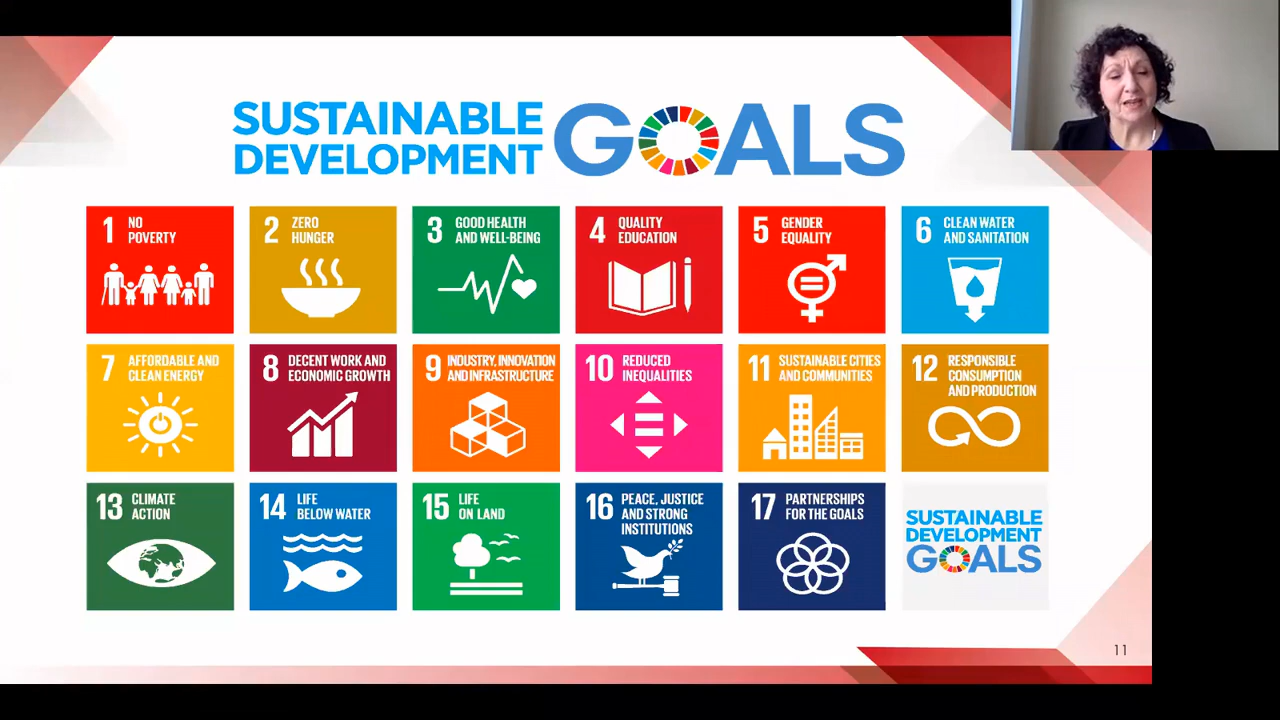 SUSTAINABLE
DEVELOPMENT
GOALS
1 NO
POVERTY
2 ZERO
HUNGER
3 GOOD HEALTH
AND WELL-BEING
4 QUALITY
EDUCATION
5 GENDER
EQUALITY
6 CLEAN WATER
AND SANITATION
7 AFFORDABLE AND
CLEAN ENERGY
8 DECENT WORK AND
ECONOMIC GROWTH
9 INDUSTRY, INNOVATION
AND INFRASTRUCTURE
10 REDUCED
INEQUALITIES
11 SUSTAINABLE CITIES
AND COMMUNITIES
12 RESPONSIBLE
CONSUMPTION
AND PRODUCTION
13 CLIMATE
ACTION
14 LIFE
BELOW WATER
15 LIFE
ON LAND
16 PEACE, JUSTICE
AND STRONG
INSTITUTIONS
17 PARTNERSHIPS
FOR THE GOALS
SUSTAINABLE
DEVELOPMENT
GOALS
11